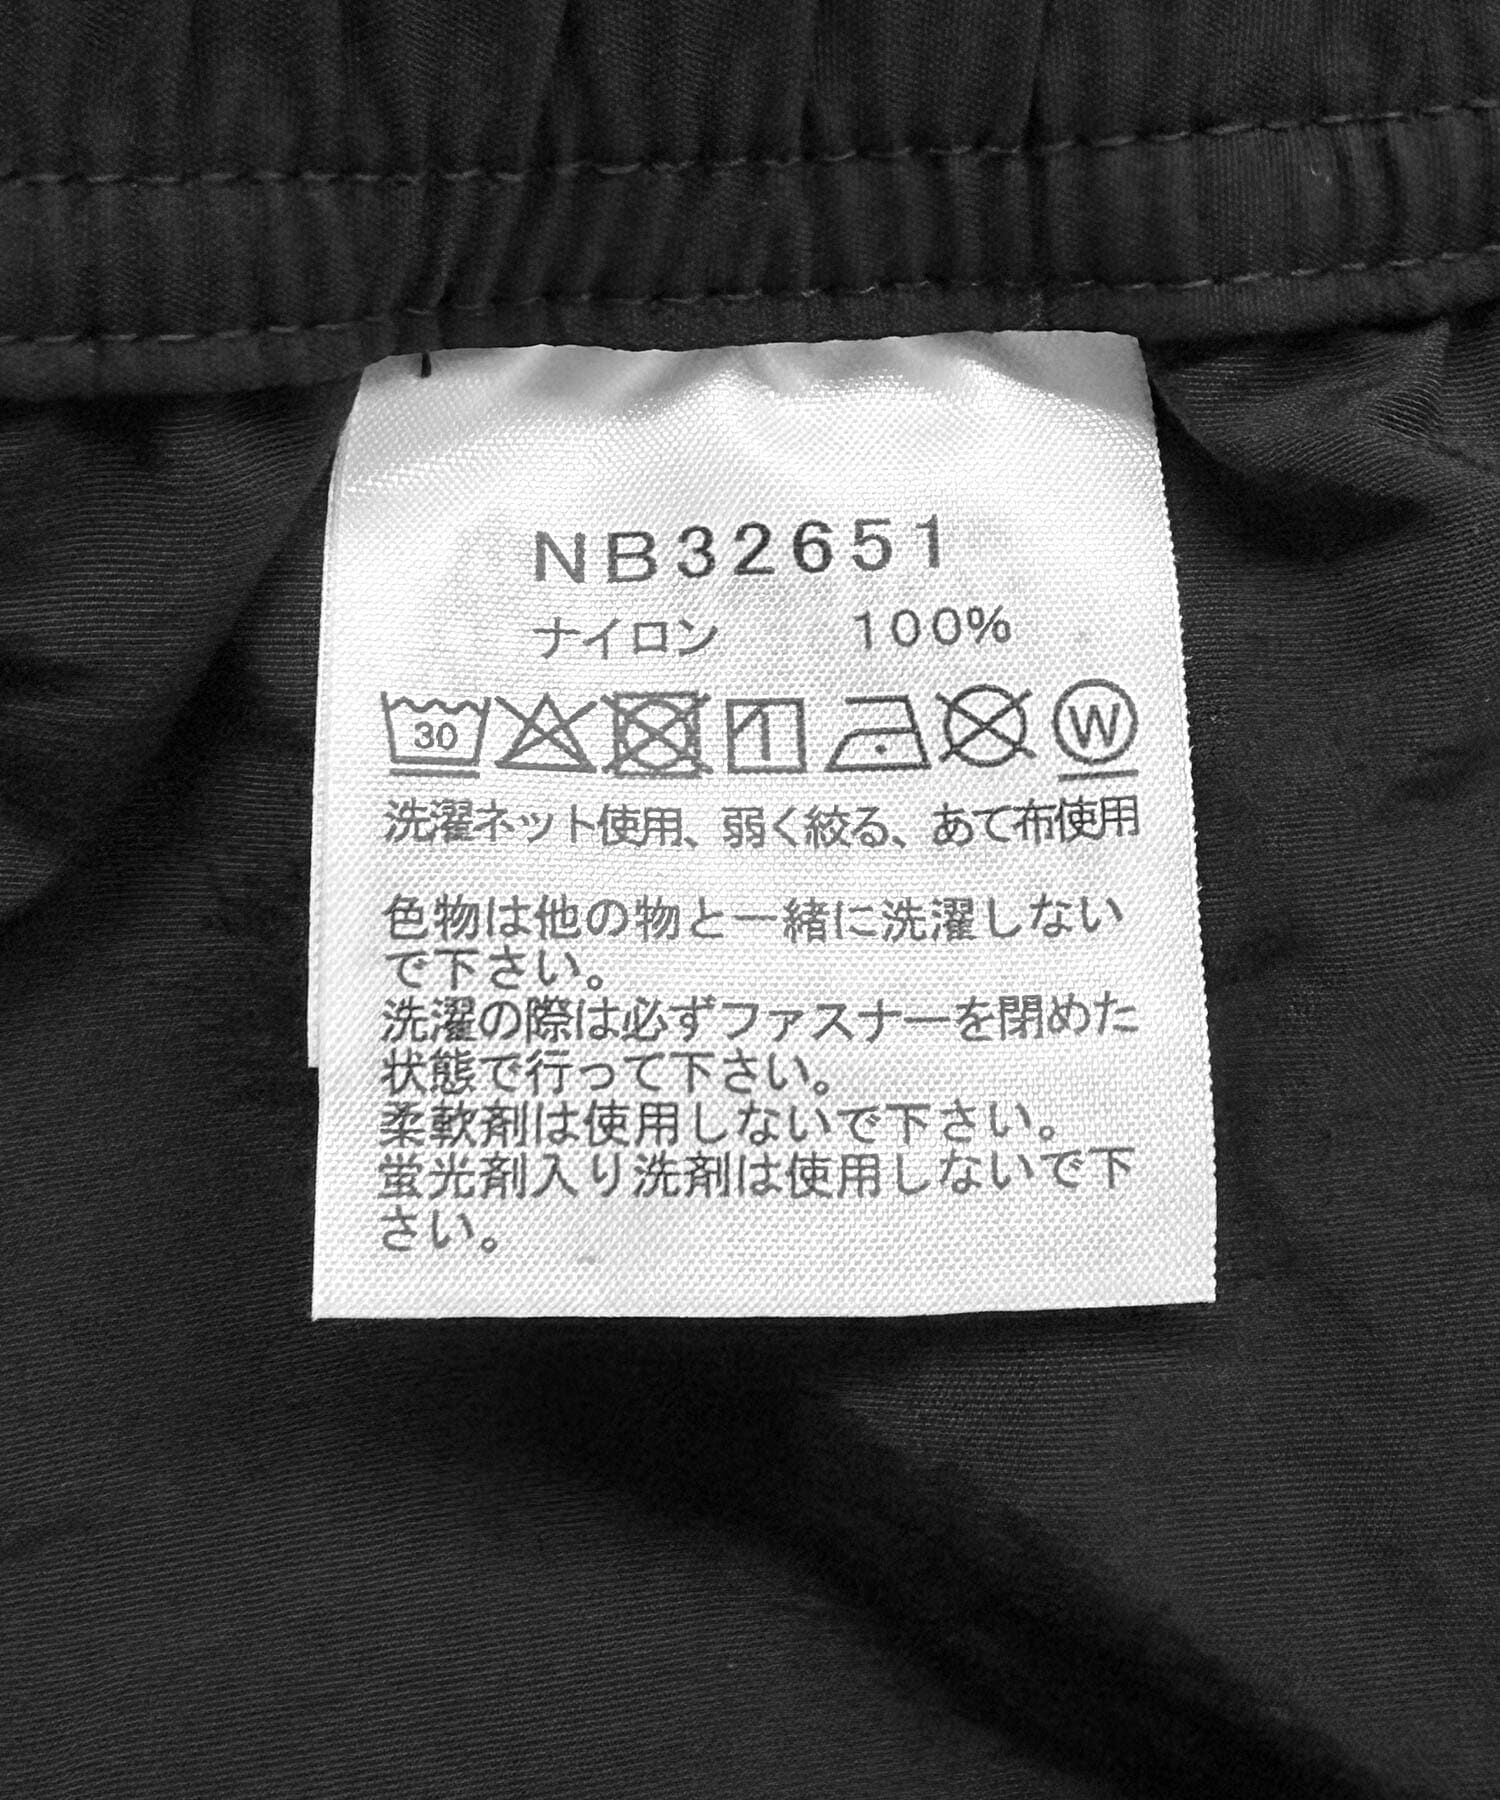 NB32651
ナイロン 100%
30 W
洗濯ネット使用、弱く絞る、あて布使用
色物は他の物と一緒に洗濯しない
で下さい。
洗濯の際は必ずファスナーを閉めた
状態で行って下さい。
柔軟剤は使用しないで下さい。
蛍光剤入り洗剤は使用しないで下
さい。